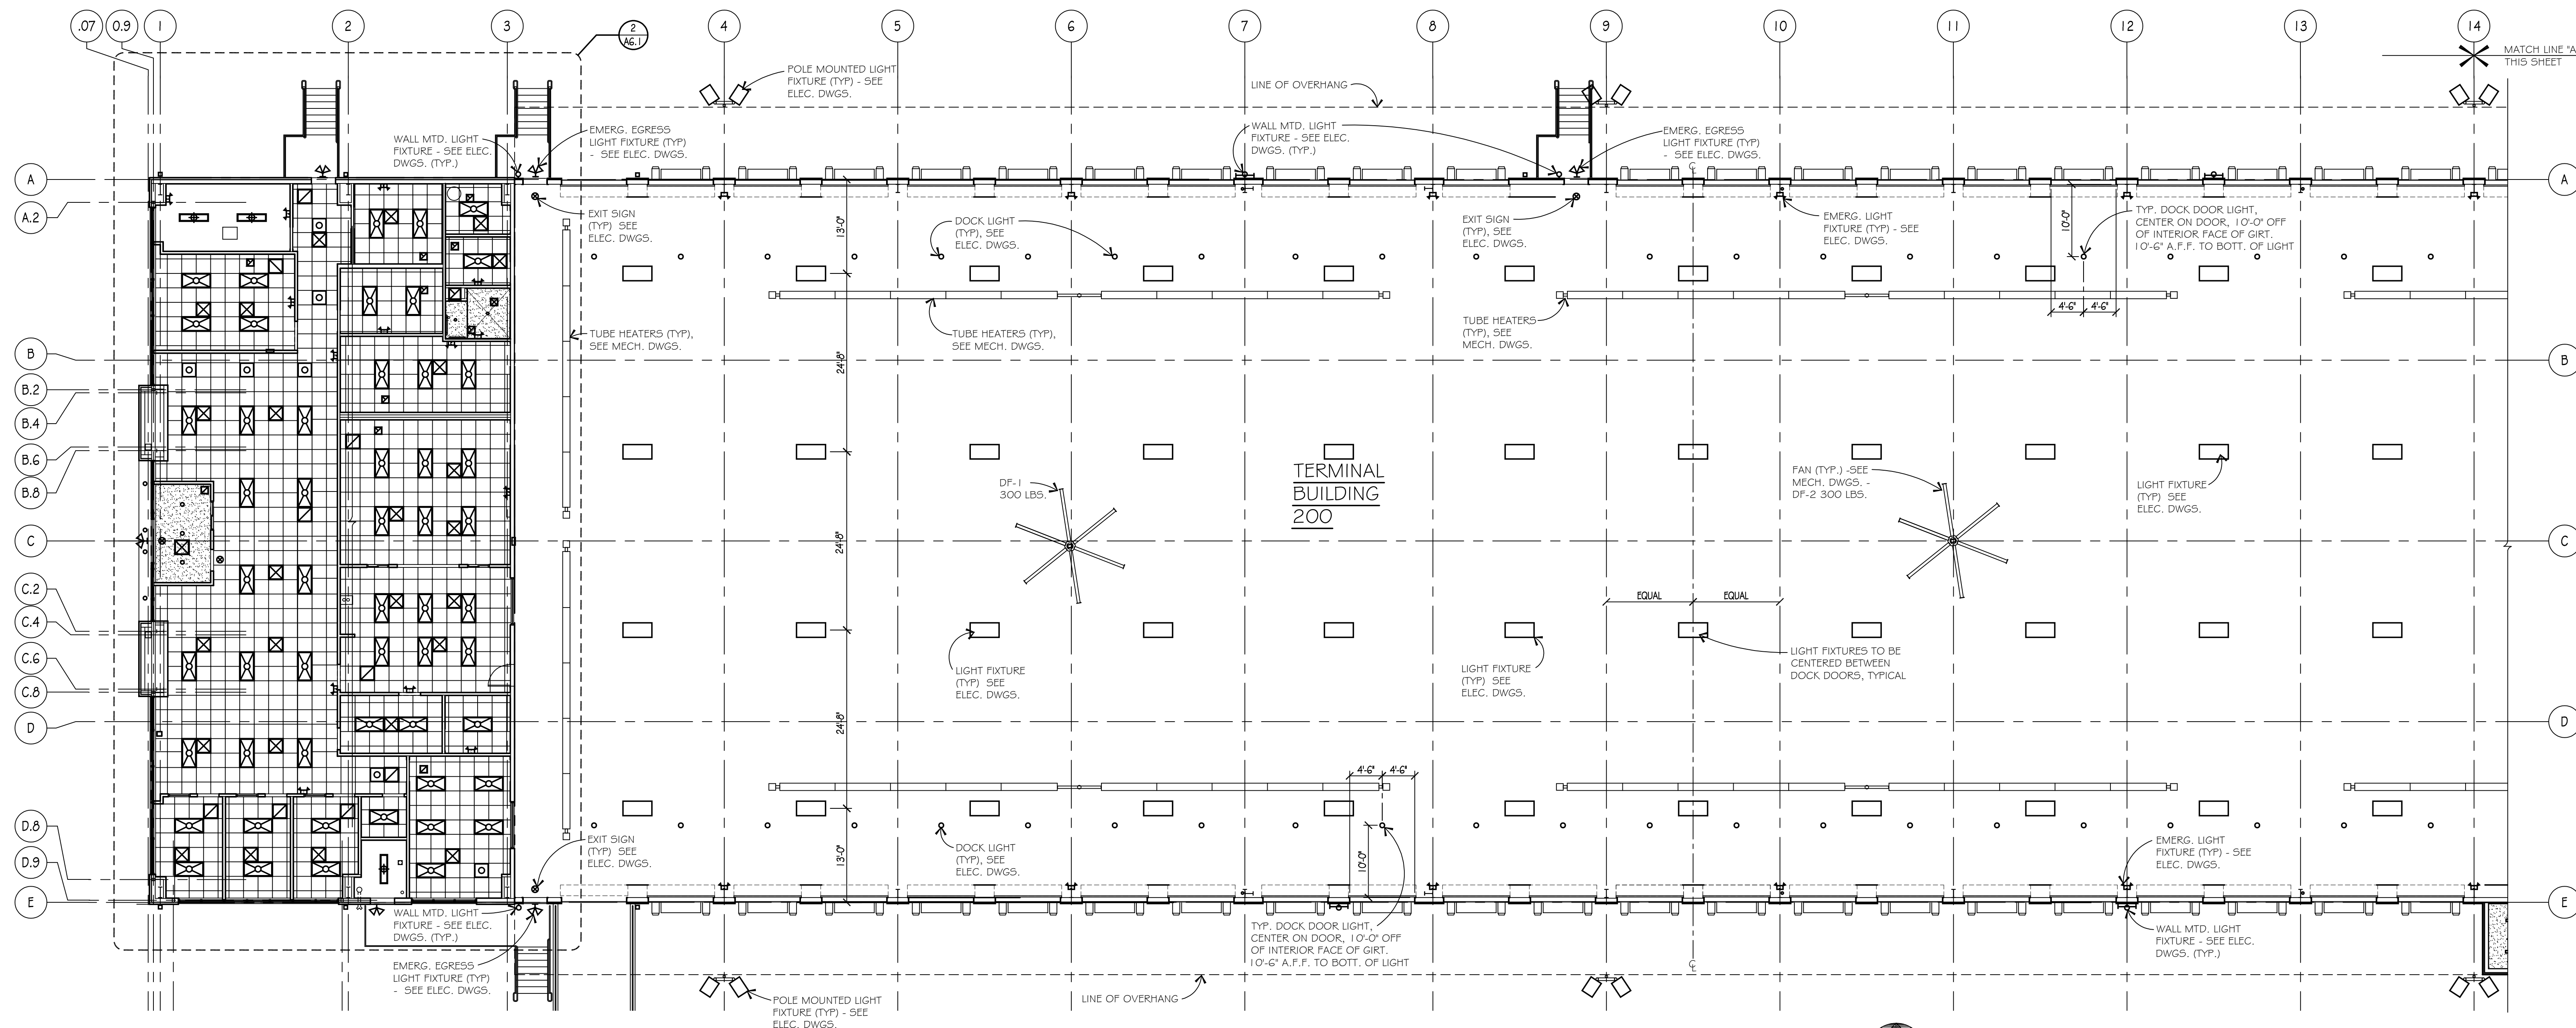 .07
0.9
1
2
3
2
A6.1
4
5
6
7
8
9
10
11
12
13
14
MATCH LINE "A
THIS SHEET
POLE MOUNTED LIGHT
FIXTURE (TYP) - SEE
ELEC. DWGS.
LINE OF OVERHANG
WALL MTD. LIGHT
FIXTURE - SEE ELEC.
DWGS. (TYP.)
EMERG. EGRESS
LIGHT FIXTURE (TYP)
- SEE ELEC. DWGS.
WALL MTD. LIGHT
FIXTURE - SEE ELEC.
DWGS. (TYP.)
EMERG. EGRESS
LIGHT FIXTURE (TYP)
- SEE ELEC. DWGS.
A
A
A.2
EXIT SIGN
(TYP) SEE
ELEC. DWGS.
13'-0"
DOCK LIGHT
(TYP), SEE
ELEC. DWGS.
EXIT SIGN
(TYP), SEE
ELEC. DWGS.
EMERG. LIGHT
FIXTURE (TYP) - SEE
ELEC. DWGS.
10'-0"
TYP. DOCK DOOR LIGHT,
CENTER ON DOOR, 10'-0" OFF
OF INTERIOR FACE OF GIRT.
10'-6" A.F.F. TO BOTT. OF LIGHT
4'-6"
4'-6"
TUBE HEATERS (TYP),
SEE MECH. DWGS.
TUBE HEATERS (TYP),
SEE MECH. DWGS.
TUBE HEATERS
(TYP), SEE
MECH. DWGS.
B
B
24'-8"
B.2
B.4
B.6
B.8
TERMINAL
BUILDING
200
DF-1
300 LBS.
FAN (TYP.) -SEE
MECH. DWGS. -
DF-2 300 LBS.
LIGHT FIXTURE
(TYP) SEE
ELEC. DWGS.
C
C
24'-8"
C.2
C.4
C.6
C.8
EQUAL
EQUAL
LIGHT FIXTURE
(TYP) SEE
ELEC. DWGS.
LIGHT FIXTURE
(TYP) SEE
ELEC. DWGS.
LIGHT FIXTURES TO BE
CENTERED BETWEEN
DOCK DOORS, TYPICAL
D
D
24'-8"
4'-6"
4'-6"
D.8
D.9
EXIT SIGN
(TYP) SEE
ELEC. DWGS.
13'-0"
DOCK LIGHT
(TYP), SEE
ELEC. DWGS.
10'-0"
EMERG. LIGHT
FIXTURE (TYP) - SEE
ELEC. DWGS.
E
E
WALL MTD. LIGHT
FIXTURE - SEE ELEC.
DWGS. (TYP.)
TYP. DOCK DOOR LIGHT,
CENTER ON DOOR, 10'-0" OFF
OF INTERIOR FACE OF GIRT.
10'-6" A.F.F. TO BOTT. OF LIGHT
WALL MTD. LIGHT
FIXTURE - SEE ELEC.
DWGS. (TYP.)
EMERG. EGRESS
LIGHT FIXTURE (TYP)
- SEE ELEC. DWGS.
POLE MOUNTED LIGHT
FIXTURE (TYP) - SEE
ELEC. DWGS.
LINE OF OVERHANG